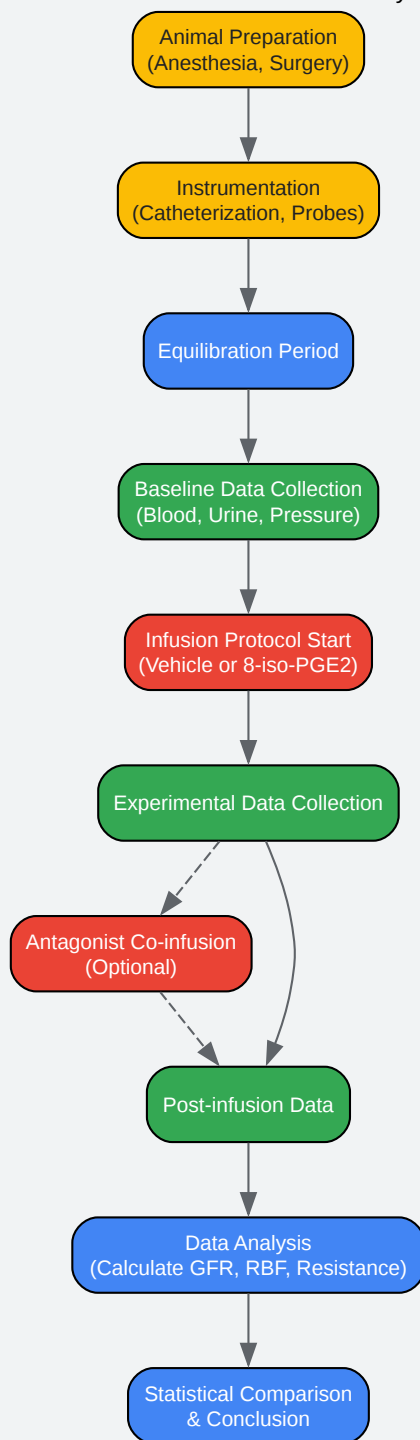 Animal Preparation
(Anesthesia, Surgery)
Instrumentation
(Catheterization, Probes)
Equilibration Period
Baseline Data Collection
(Blood, Urine, Pressure)
Infusion Protocol Start
(Vehicle or 8-iso-PGE2)
Experimental Data Collection
Antagonist Co-infusion
(Optional)
Post-infusion Data
Data Analysis
(Calculate GFR, RBF, Resistance)
Statistical Comparison
& Conclusion